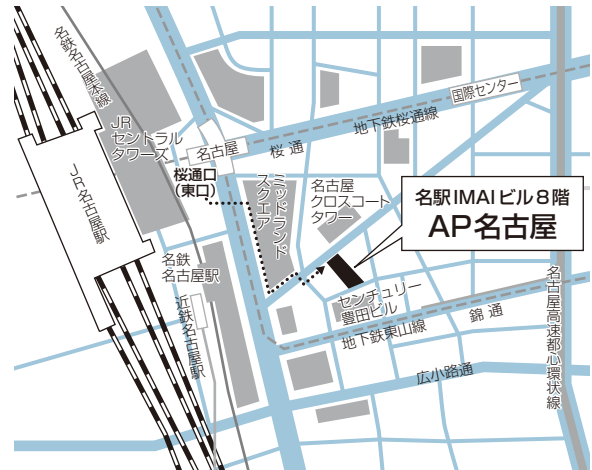 名鉄名古屋本線
JR
セントラル
タワーズ
JR名古屋駅
名古屋
桜通
地下鉄桜通線
国際センター
桜通口
(東口)
ミッドランド
スクエア
名古屋
クロスコート
タワー
名駅IMAIビル8階
AP名古屋
名鉄
名古屋駅
近鉄名古屋駅
センチュリー
豊田ビル
地下鉄東山線
錦通
広小路通
名古屋高速都心環状線